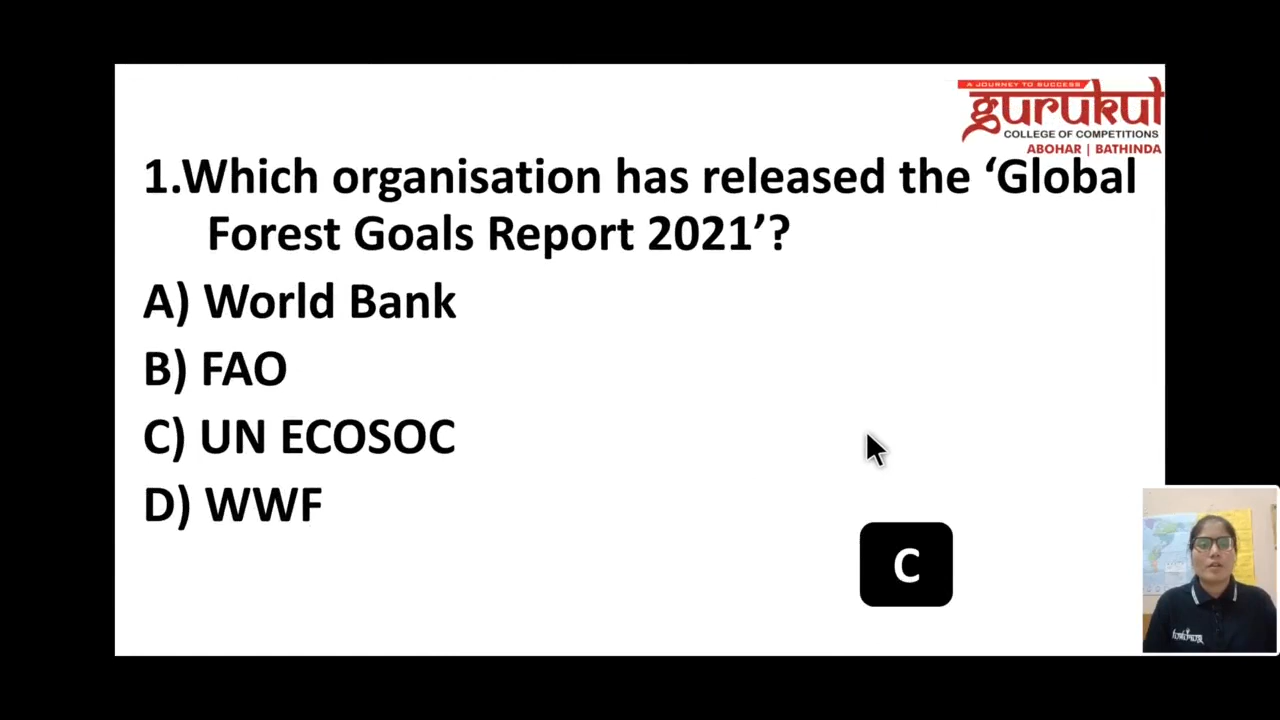 A JOURNEY TO SUCCESS
gurukul
COLLEGE OF COMPETITIONS
ABOHAR | BATHINDA
1.Which organisation has released the ‘Global
Forest Goals Report 2021’?
A) World Bank
B) FAO
C) UN ECOSOC
D) WWF
C